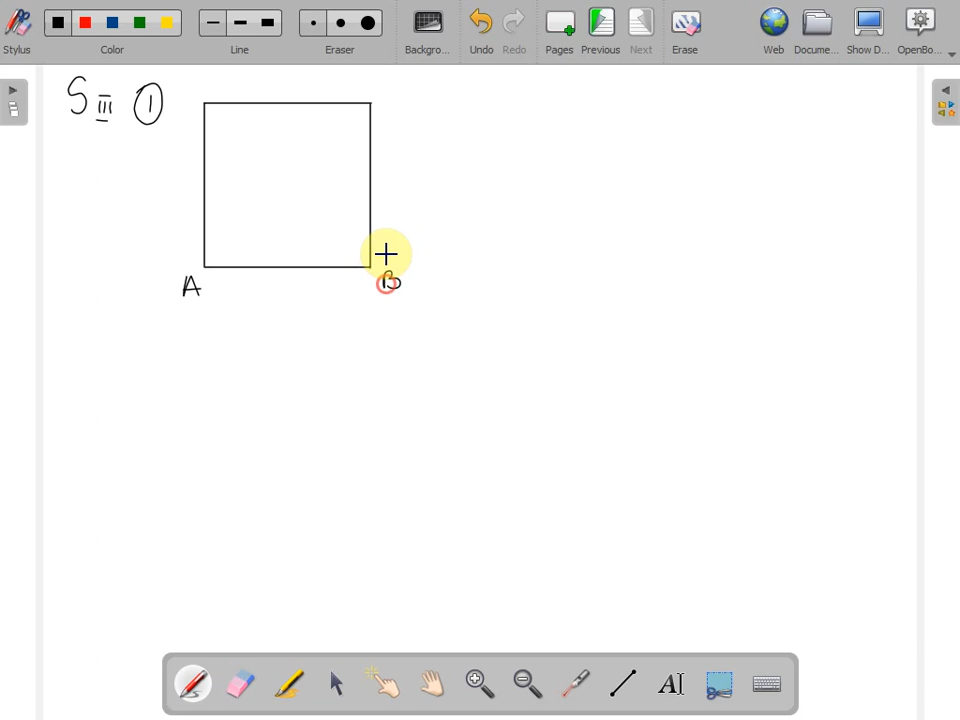 Stylus Color Line Eraser Backgro... Undo Redo Pages Previous Next Erase Web Docume... Show D... OpenBo...
S III ①
A B